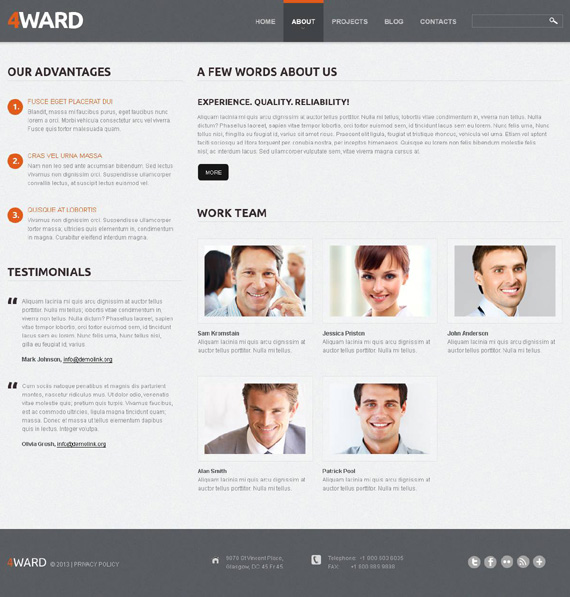 4WARD
HOME ABOUT PROJECTS BLOG CONTACTS
OUR ADVANTAGES
1. FUSCE EGET PLACERAT DUI
Blandit, massa mi faucibus purus, eget faucibus nunc
lorem a orci. Morbi vehicula consectetur arcu vel viverra.
Fusce quis tortor malesuada quam.
2. CRAS VEL URNA MASSA
Nam non leo sed ante accumsan bibendum. Sed lectus
vivamus non dignissim orci. Suspendisse ullamcorper
convallis lectus, at suscipit lectus euismod vel.
3. QUISQUE AT LOBORTIS
Vivamus non dignissim orci. Suspendisse ullamcorper
tortor massa, ultricies quis elementum in, condimentum
in magna. Curabitur eleifend interdum magna.
TESTIMONIALS
“ Aliquam lacinia mi quis arcu dignissim at auctor tellus
porttitor. Nulla mi tellus, lobortis vitae condimentum in,
viverra non tellus. Nulla dictum? Phasellus laoreet, sapien
vitae tempor lobortis, orci tortor euismod sem, id tincidunt
lacus sem ac lorem. Nunc felis urna, hunc tellus nisi,
gilla eu feugiat id, varius.
Mark Johnson, info@demolink.org
“ Cum sociis natoque penatibus et magnis dis parturient
montes, nascetur ridiculus mus. Ut dolor odio, venenatis
vitae molestie quis, pretium quis turpis. Vivamus faucibus,
est ac commodo ultricies, ligula magna tincidunt quam,
massa. Donec et massa ut tellus elementum dapibus
quis in lectus. Integer volutpat.
Olivia Grosh, info@demolink.org
A FEW WORDS ABOUT US
EXPERIENCE. QUALITY. RELIABILITY!
Aliquam lacinia mi quis arcu dignissim at auctor tellus porttitor. Nulla mi tellus, lobortis vitae condimentum in, viverra non tellus. Nulla
dictum? Phasellus laoreet, sapien vitae tempor lobortis, orci tortor euismod sem, id tincidunt lacus sem ac lorem. Nunc felis urna, Nunc
tellus nisi, fringilla eu feugiat id, varius sit amet risus. Praesent elit ligula, feugiat ut tristique rhoncus, vehicula vel urna. Etiam vel aptent
taciti sociosqu ad litora torquent per conubia nostra, per inceptos himenaeos. Quisque eu lorem non felis bibendum molestie felis
nisl, ac interdum lacus. Sed ullamcorper vulputate sem, vitae viverra magna cursus at.
MORE
WORK TEAM
Sam Kromstain
Aliquam lacinia mi quis arcu dignissim at
auctor tellus porttitor. Nulla mi tellus.
Jessica Priston
Aliquam lacinia mi quis arcu dignissim at
auctor tellus porttitor. Nulla mi tellus.
John Anderson
Aliquam lacinia mi quis arcu dignissim at
auctor tellus porttitor. Nulla mi tellus.
Alan Smith
Aliquam lacinia mi quis arcu dignissim at
auctor tellus porttitor. Nulla mi tellus.
Patrick Pool
Aliquam lacinia mi quis arcu dignissim at
auctor tellus porttitor. Nulla mi tellus.
4WARD © 2013 | PRIVACY POLICY
Vincent Place,
Glasgow, DC 45 Fr 45.
Telephone: +1 800 603 6035
FAX: +1 800 889 9898